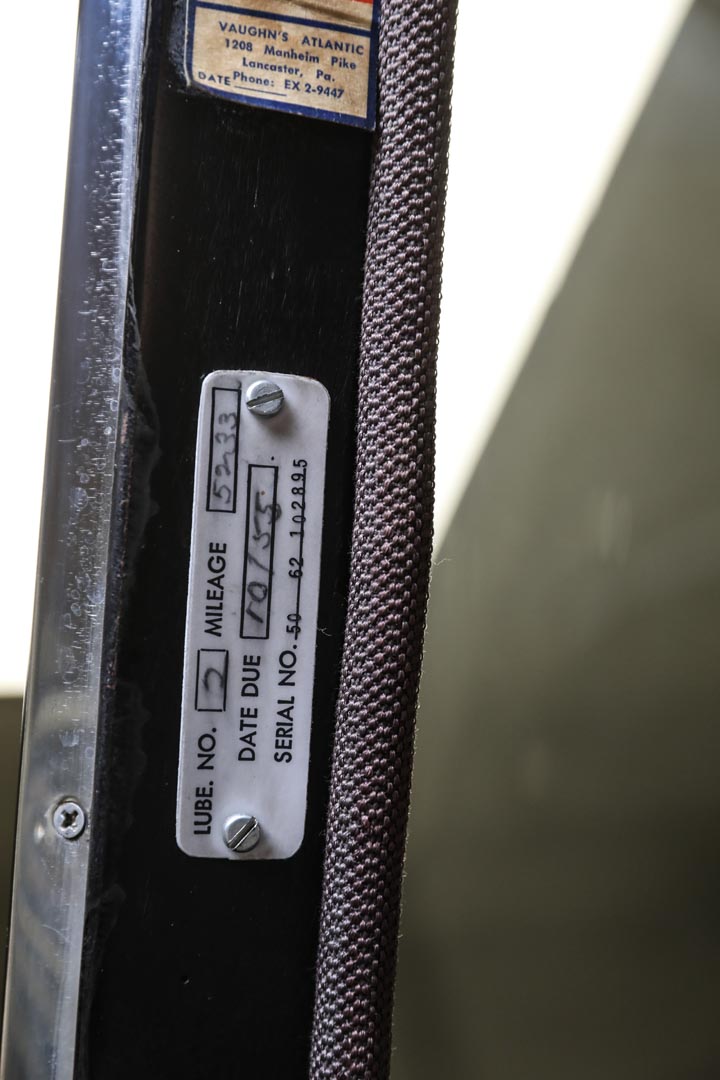 VAUGHN'S ATLANTIC
1208 Manheim Pike
Lancaster, Pa.
DATE Phone: EX 2-9447
LUBE. NO. 2 MILEAGE 5233
DATE DUE 10/55
SERIAL NO. 50 62 102895